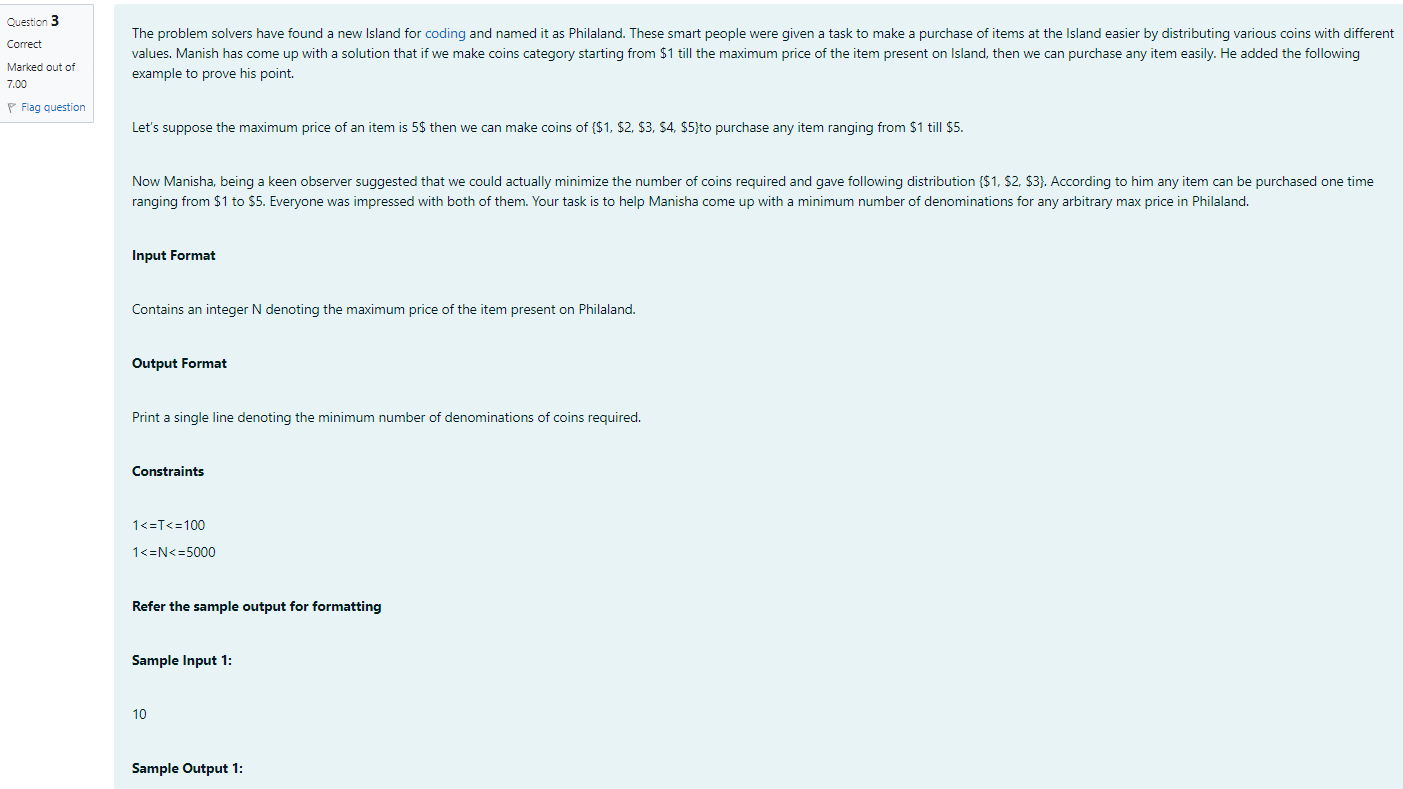 Question 3
Correct
Marked out of
7.00
Flag question
The problem solvers have found a new Island for coding and named it as Philaland. These smart people were given a task to make a purchase of items at the Island easier by distributing various coins with different
values. Manish has come up with a solution that if we make coins category starting from $1 till the maximum price of the item present on Island, then we can purchase any item easily. He added the following
example to prove his point.
Let's suppose the maximum price of an item is 5$ then we can make coins of {$1, $2, $3, $4, $5}to purchase any item ranging from $1 till $5.
Now Manisha, being a keen observer suggested that we could actually minimize the number of coins required and gave following distribution {$1, $2, $3}. According to him any item can be purchased one time
ranging from $1 to $5. Everyone was impressed with both of them. Your task is to help Manisha come up with a minimum number of denominations for any arbitrary max price in Philaland.
Input Format
Contains an integer N denoting the maximum price of the item present on Philaland.
Output Format
Print a single line denoting the minimum number of denominations of coins required.
Constraints
1<=T<=100
1<=N<=5000
Refer the sample output for formatting
Sample Input 1:
10
Sample Output 1: